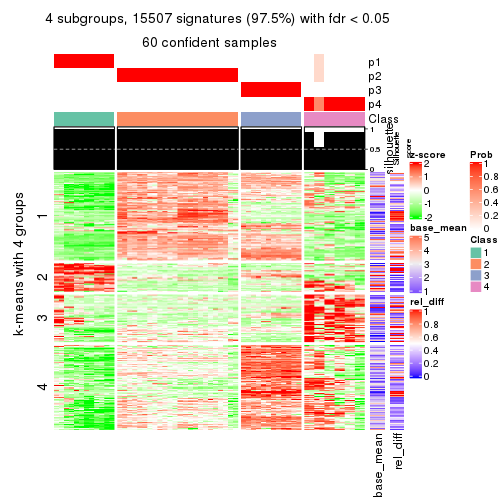 4 subgroups, 15507 signatures (97.5%) with fdr < 0.05
60 confident samples
p1
p2
p3
p4
Class
1
0.5
0
silhouette
Silhouette
score
k-means with 4 groups
1
2
3
4
base_mean
rel_diff
z-score
2
1
0
-1
-2
base_mean
5
4
3
2
1
rel_diff
1
0.8
0.6
0.4
0.2
0
Prob
1
0.8
0.6
0.4
0.2
0
Class
1
2
3
4